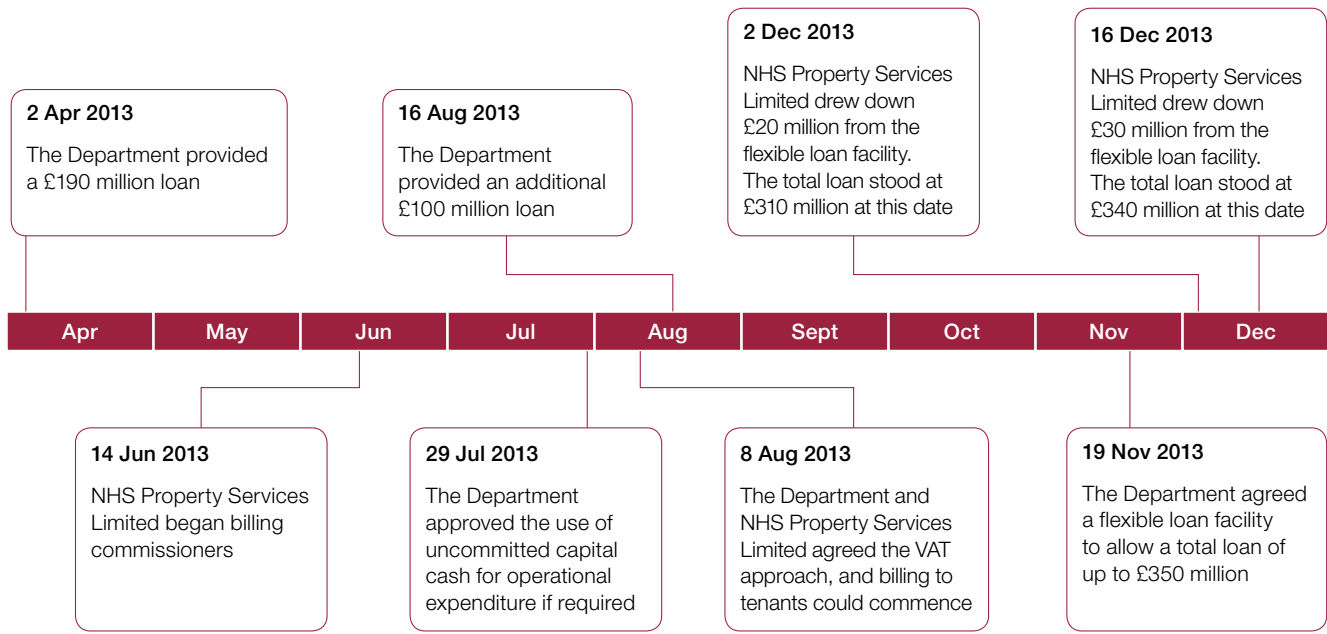 2 Apr 2013
The Department provided
a £190 million loan
16 Aug 2013
The Department
provided an additional
£100 million loan
2 Dec 2013
NHS Property Services
Limited drew down
£20 million from the
flexible loan facility.
The total loan stood at
£310 million at this date
16 Dec 2013
NHS Property Services
Limited drew down
£30 million from the
flexible loan facility.
The total loan stood at
£340 million at this date
Apr May Jun Jul Aug Sept Oct Nov Dec
14 Jun 2013
NHS Property Services
Limited began billing
commissioners
29 Jul 2013
The Department
approved the use of
uncommitted capital
cash for operational
expenditure if required
8 Aug 2013
The Department and
NHS Property Services
Limited agreed the VAT
approach, and billing to
tenants could commence
19 Nov 2013
The Department agreed
a flexible loan facility
to allow a total loan of
up to £350 million